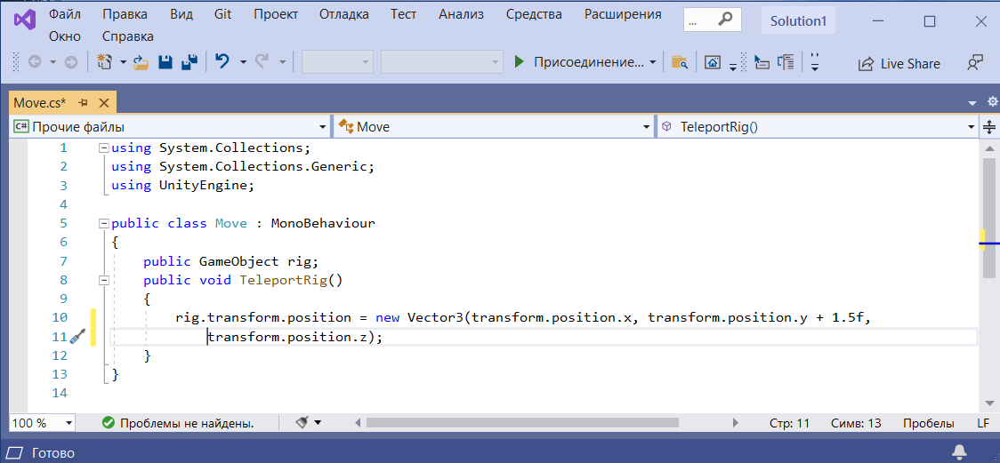 Файл Правка Вид Git Проект Отладка Тест Анализ Средства Расширения ... Solution1
Окно Справка
Присоединение... Live Share
Move.cs*
C# Прочие файлы Move TeleportRig()
1 using System.Collections;
2 using System.Collections.Generic;
3 using UnityEngine;
4
5 public class Move : MonoBehaviour
6 {
7 public GameObject rig;
8 public void TeleportRig()
9 {
10 rig.transform.position = new Vector3(transform.position.x, transform.position.y + 1.5f,
11 transform.position.z);
12 }
13 }
14
100 % Проблемы не найдены. Стр: 11 Симв: 13 Пробелы LF
Готово